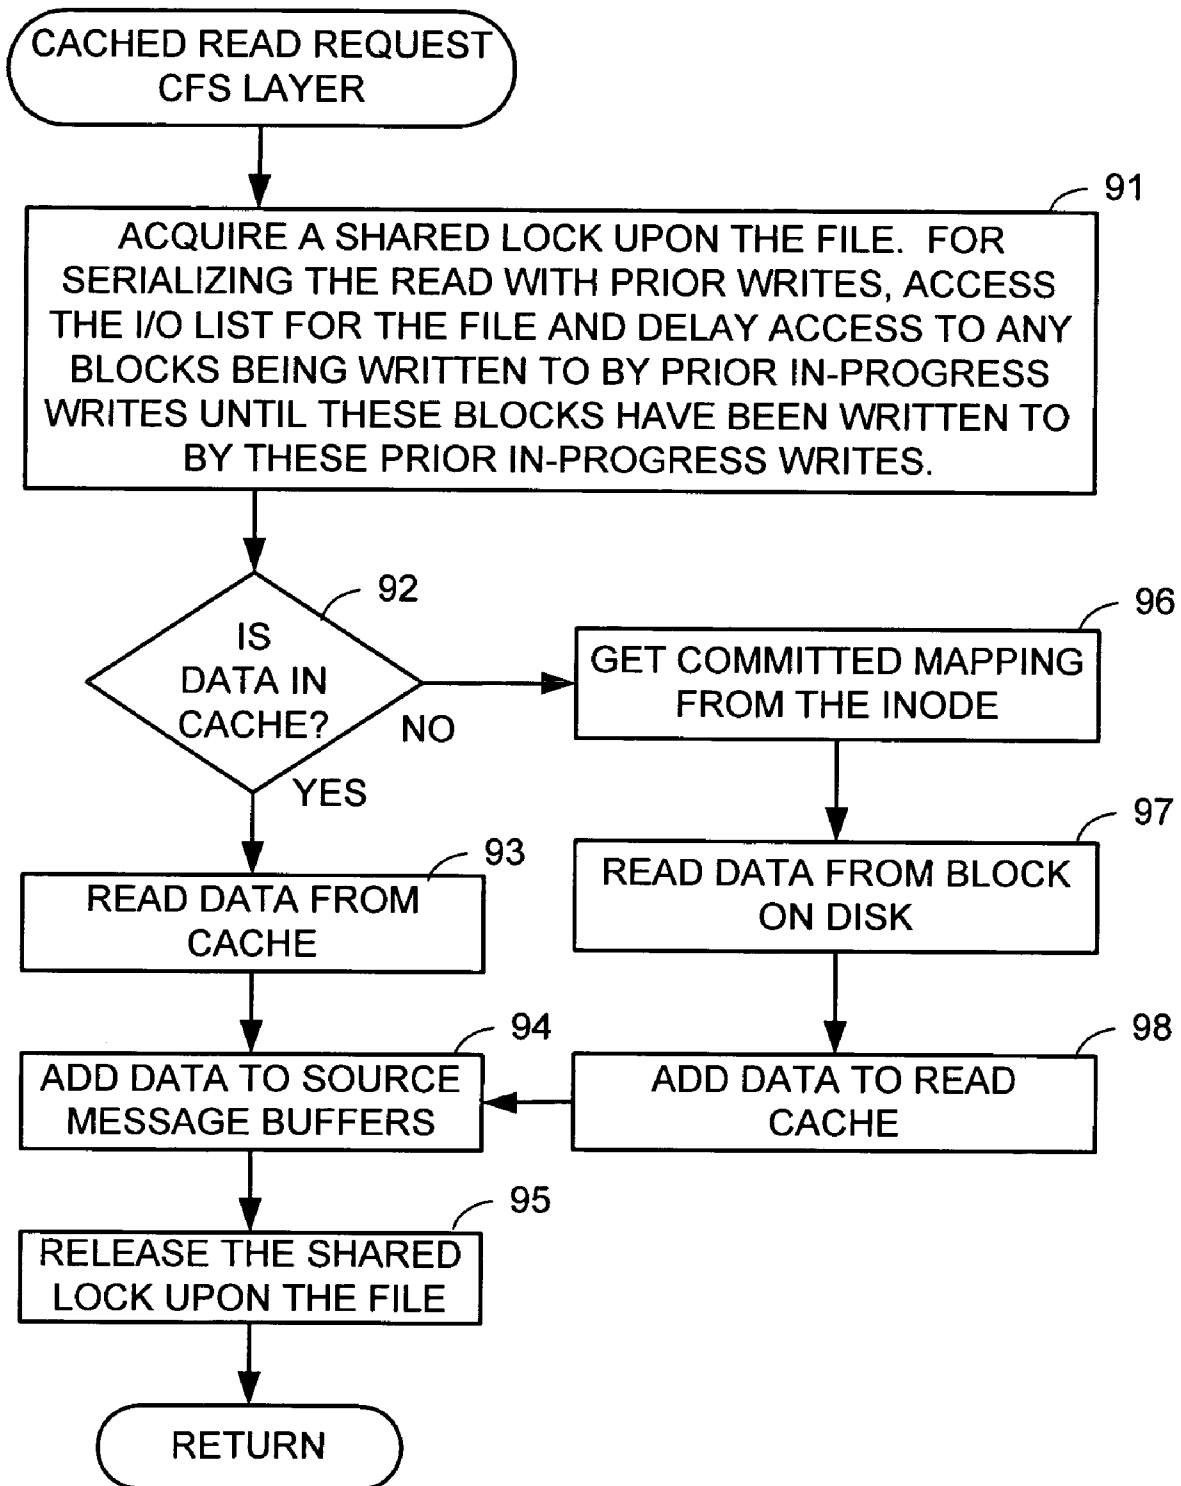 CACHED READ REQUEST
CFS LAYER
91
ACQUIRE A SHARED LOCK UPON THE FILE. FOR
SERIALIZING THE READ WITH PRIOR WRITES, ACCESS
THE I/O LIST FOR THE FILE AND DELAY ACCESS TO ANY
BLOCKS BEING WRITTEN TO BY PRIOR IN-PROGRESS
WRITES UNTIL THESE BLOCKS HAVE BEEN WRITTEN TO
BY THESE PRIOR IN-PROGRESS WRITES.
92
IS
DATA IN
CACHE?
NO
YES
96
GET COMMITTED MAPPING
FROM THE INODE
97
READ DATA FROM BLOCK
ON DISK
93
READ DATA FROM
CACHE
98
ADD DATA TO READ
CACHE
94
ADD DATA TO SOURCE
MESSAGE BUFFERS
95
RELEASE THE SHARED
LOCK UPON THE FILE
RETURN